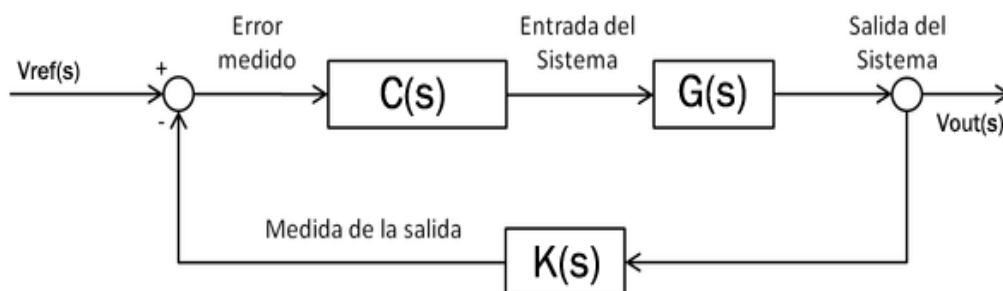 Error
medido
Entrada del
Sistema
Salida del
Sistema
Vref(s)
+
-
C(s)
G(s)
Vout(s)
Medida de la salida
K(s)